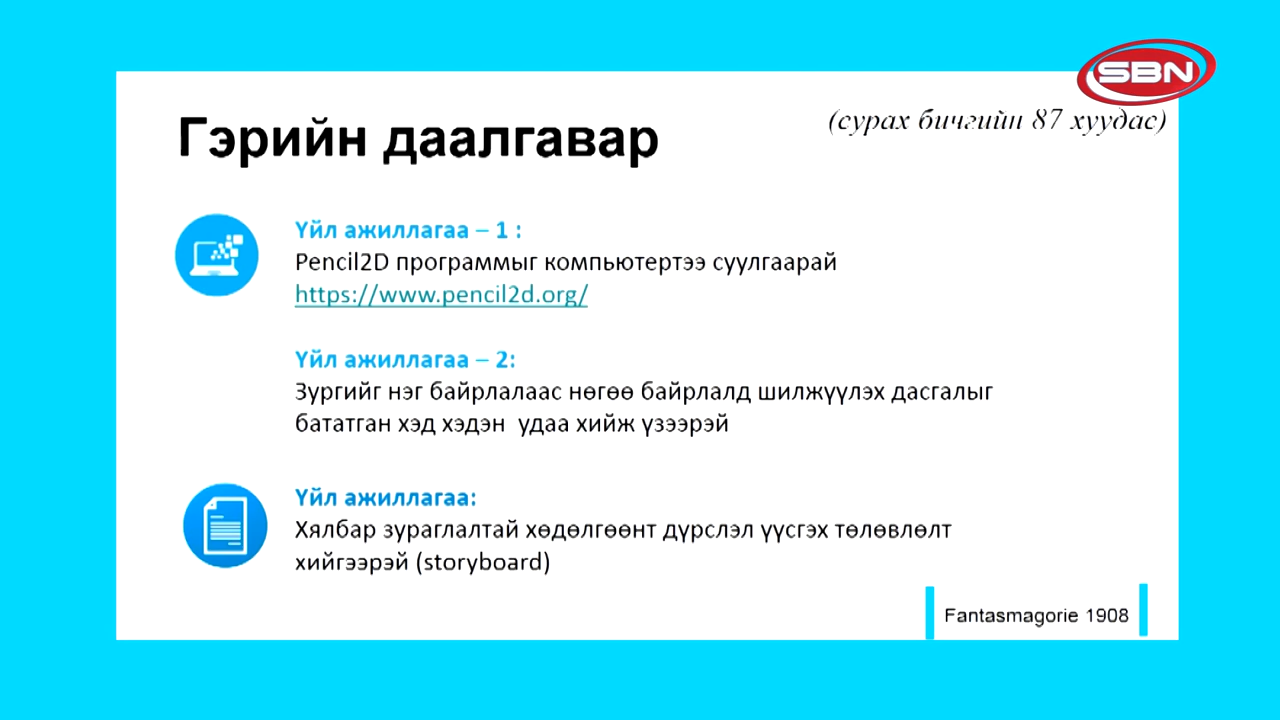 SBN
Гэрийн даалгавар
(сурах бичгийн 87 хуудас)
Үйл ажиллагаа – 1 :
Pencil2D программыг компьютертээ суулгаарай
https://www.pencil2d.org/
Үйл ажиллагаа – 2:
Зургийг нэг байрлалаас нөгөө байрлалд шилжүүлэх дасгалыг
бататган хэд хэдэн удаа хийж үзээрэй
Үйл ажиллагаа:
Хялбар зураглалтай хөдөлгөөнт дүрслэл үүсгэх төлөвлөлт
хийгээрэй (storyboard)
Fantasmagorie 1908